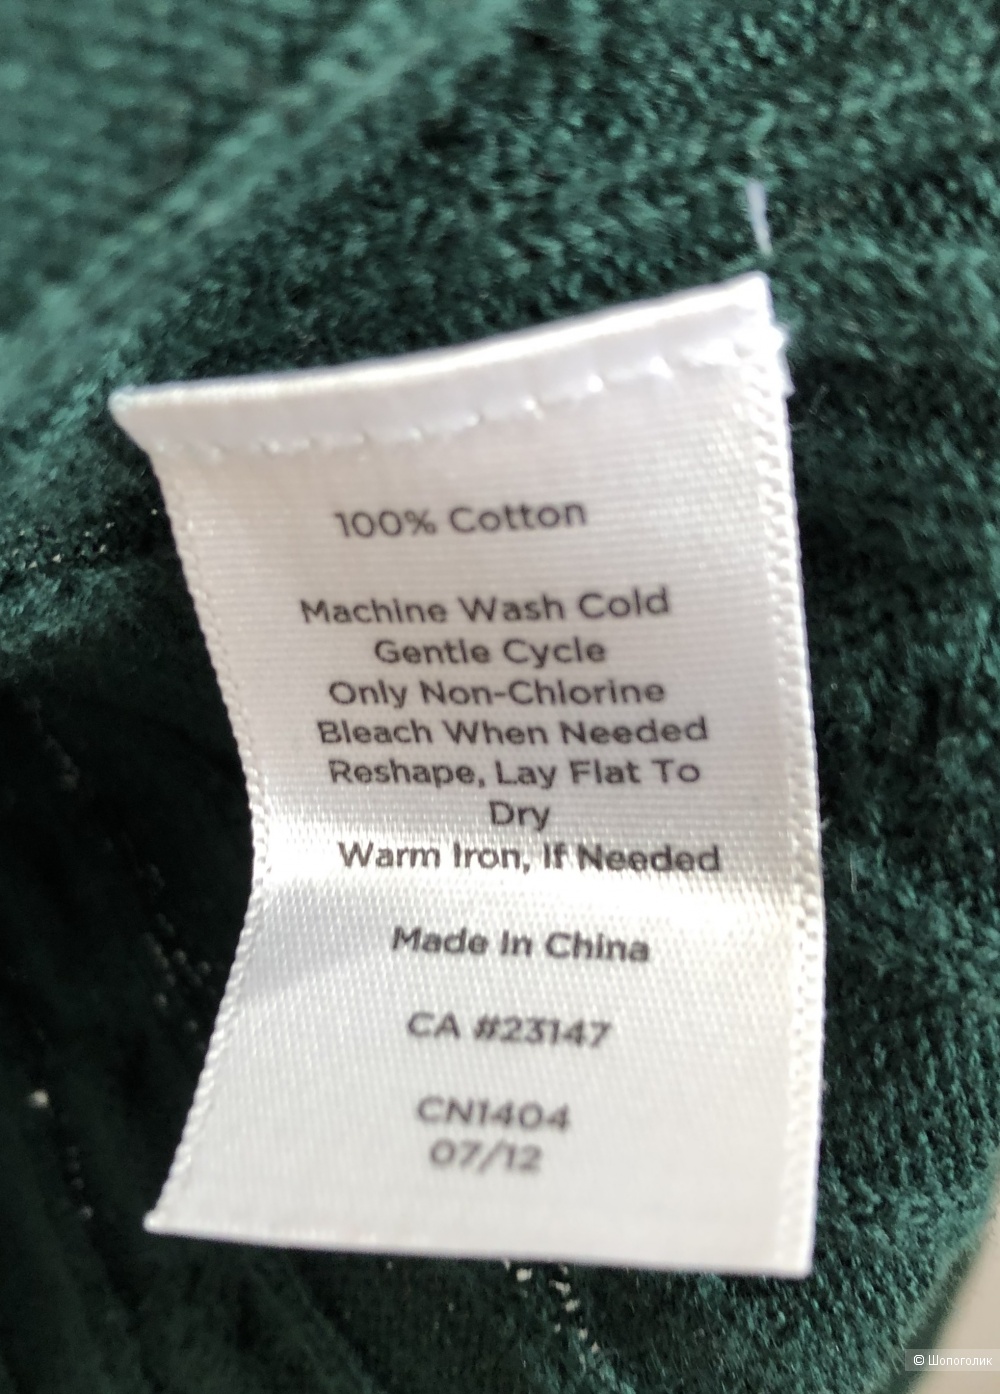 100% Cotton
Machine Wash Cold
Gentle Cycle
Only Non-Chlorine
Bleach When Needed
Reshape, Lay Flat To
Dry
Warm Iron, If Needed
Made In China
CA #23147
CN1404
07/12
© Шопоголик